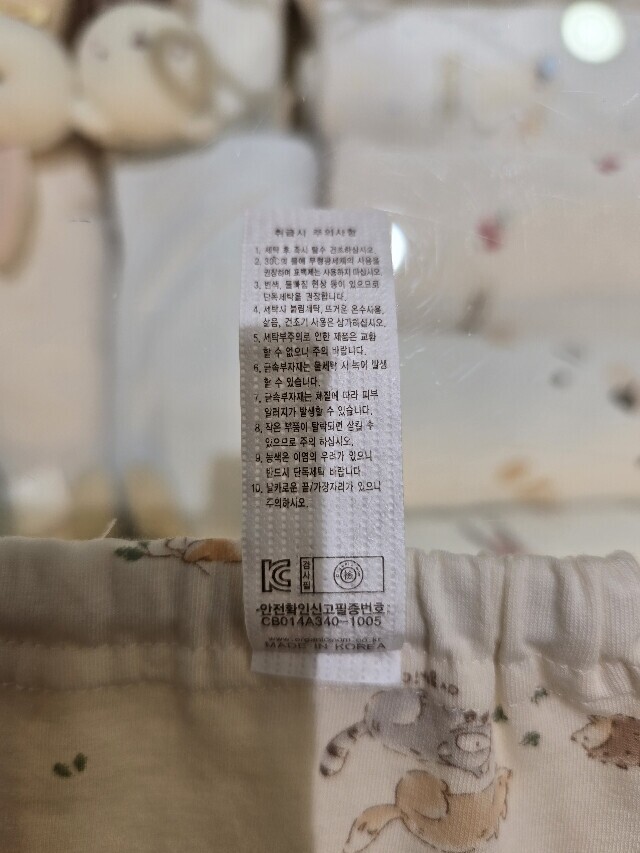 취급시 주의사항
1. 세탁 후 즉시 탈수 건조하십시오.
2. 30℃의 물에 무형광세제의 사용을
권장하며 표백제는 사용하지 마십시오.
3. 변색, 물빠짐 현상 등이 있으므로
단독세탁을 권장합니다.
4. 세탁시 불림세탁, 뜨거운 온수사용,
삶음, 건조기 사용은 삼가하십시오.
5. 세탁부주의로 인한 제품은 교환
할 수 없으니 주의 바랍니다.
6. 금속부자재는 물세탁 시 녹이 발생
할 수 있습니다.
7. 금속부자재는 체질에 따라 피부
알러지가 발생할 수 있습니다.
8. 작은 부품이 탈락되면 삼킬 수
있으므로 주의 하십시오.
9. 농색은 이염의 우려가 있으니
반드시 단독세탁 바랍니다.
10. 날카로운 끝/가장자리가 있으니
주의하시오.
KC 검사필
안전확인신고필증번호
CB014A340-1005
MADE IN KOREA